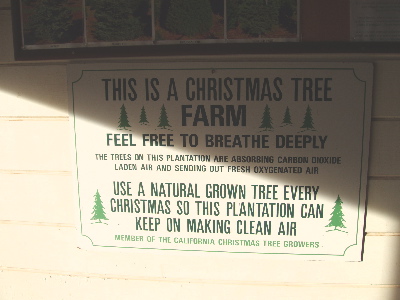 THIS IS A CHRISTMAS TREE
FARM
FEEL FREE TO BREATHE DEEPLY
THE TREES ON THIS PLANTATION ARE ABSORBING CARBON DIOXIDE
LADEN AIR AND SENDING OUT FRESH OXYGENATED AIR
USE A NATURAL GROWN TREE EVERY
CHRISTMAS SO THIS PLANTATION CAN
KEEP ON MAKING CLEAN AIR
MEMBER OF THE CALIFORNIA CHRISTMAS TREE GROWERS